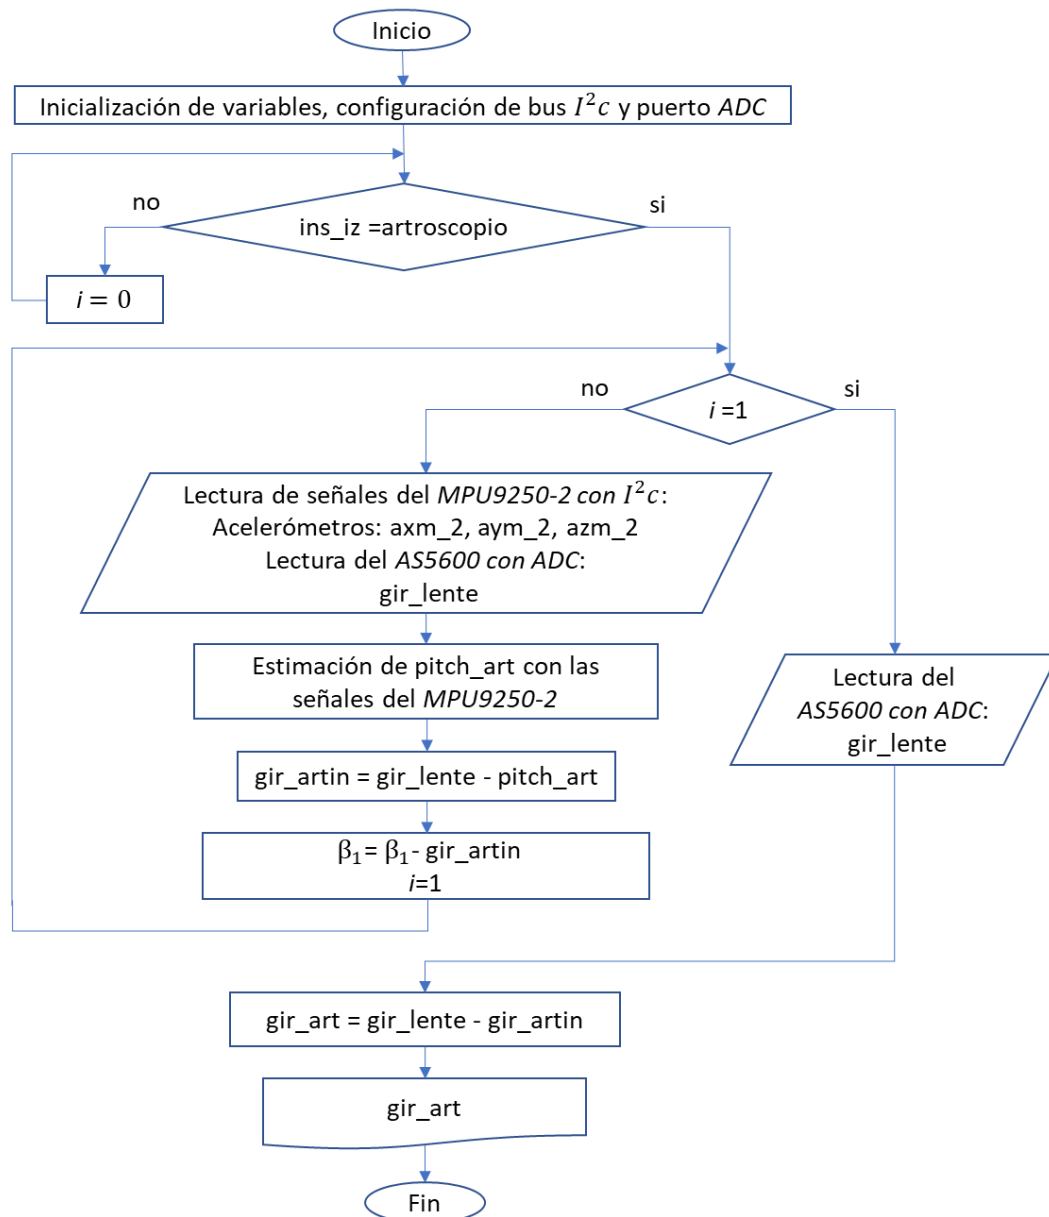 Inicio
Inicialización de variables, configuración de bus I²c y puerto ADC
no
si
ins_iz =artroscopio
i = 0
no
si
i =1
Lectura de señales del MPU9250-2 con I²c:
Acelerómetros: axm_2, aym_2, azm_2
Lectura del AS5600 con ADC:
gir_lente
Estimación de pitch_art con las
señales del MPU9250-2
Lectura del
AS5600 con ADC:
gir_lente
gir_artin = gir_lente - pitch_art
β₁= β₁- gir_artin
i=1
gir_art = gir_lente - gir_artin
gir_art
Fin